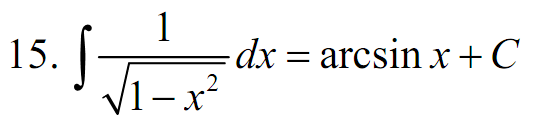 15. ∫ 1/√(1 − x²) dx = arcsin x + C